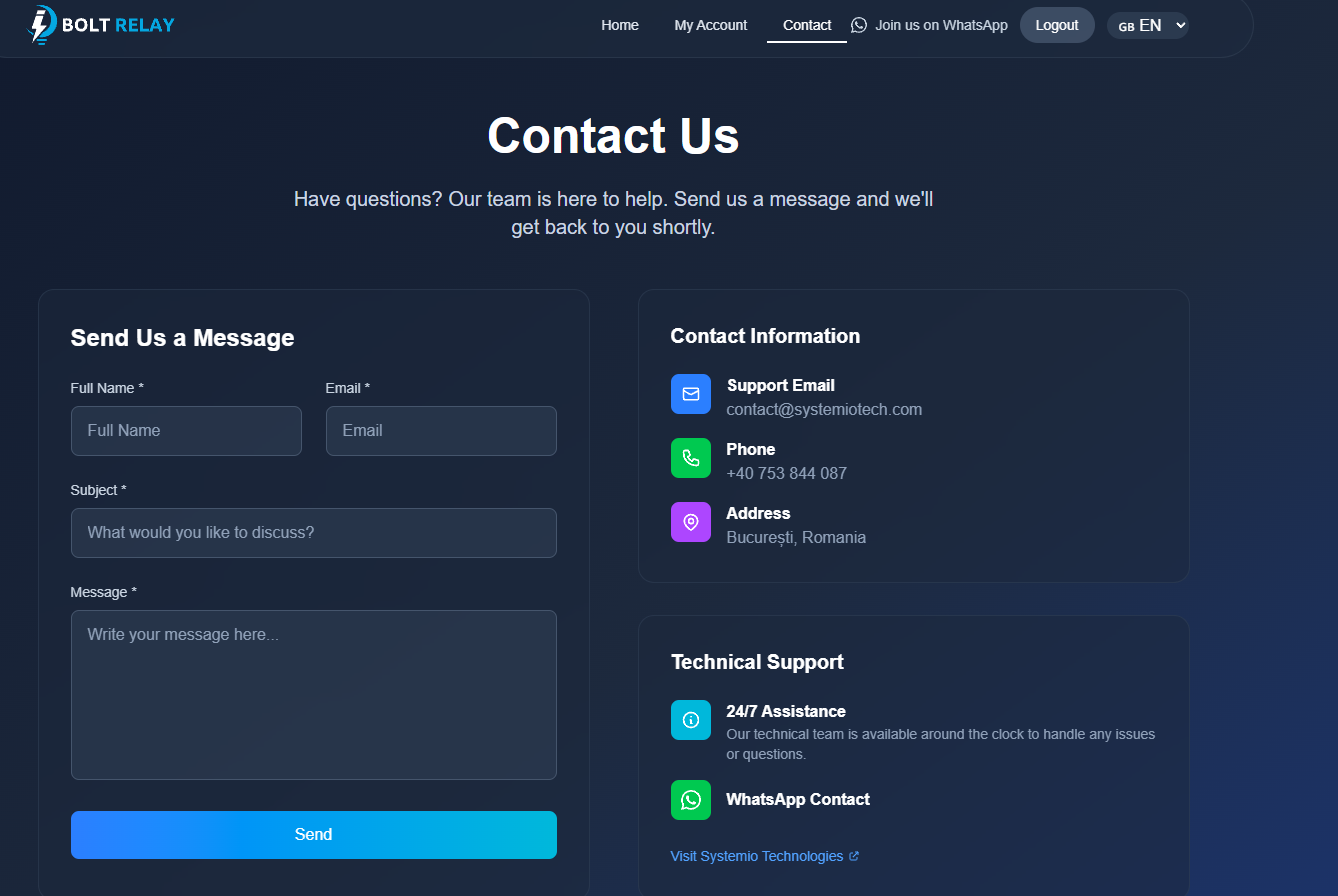 BOLT RELAY
Home My Account Contact Join us on WhatsApp Logout GB EN
Contact Us
Have questions? Our team is here to help. Send us a message and we'll
get back to you shortly.
Send Us a Message
Full Name * Email *
Full Name Email
Subject *
What would you like to discuss?
Message *
Write your message here...
Send
Contact Information
Support Email
contact@systemiotech.com
Phone
+40 753 844 087
Address
București, Romania
Technical Support
24/7 Assistance
Our technical team is available around the clock to handle any issues
or questions.
WhatsApp Contact
Visit Systemio Technologies